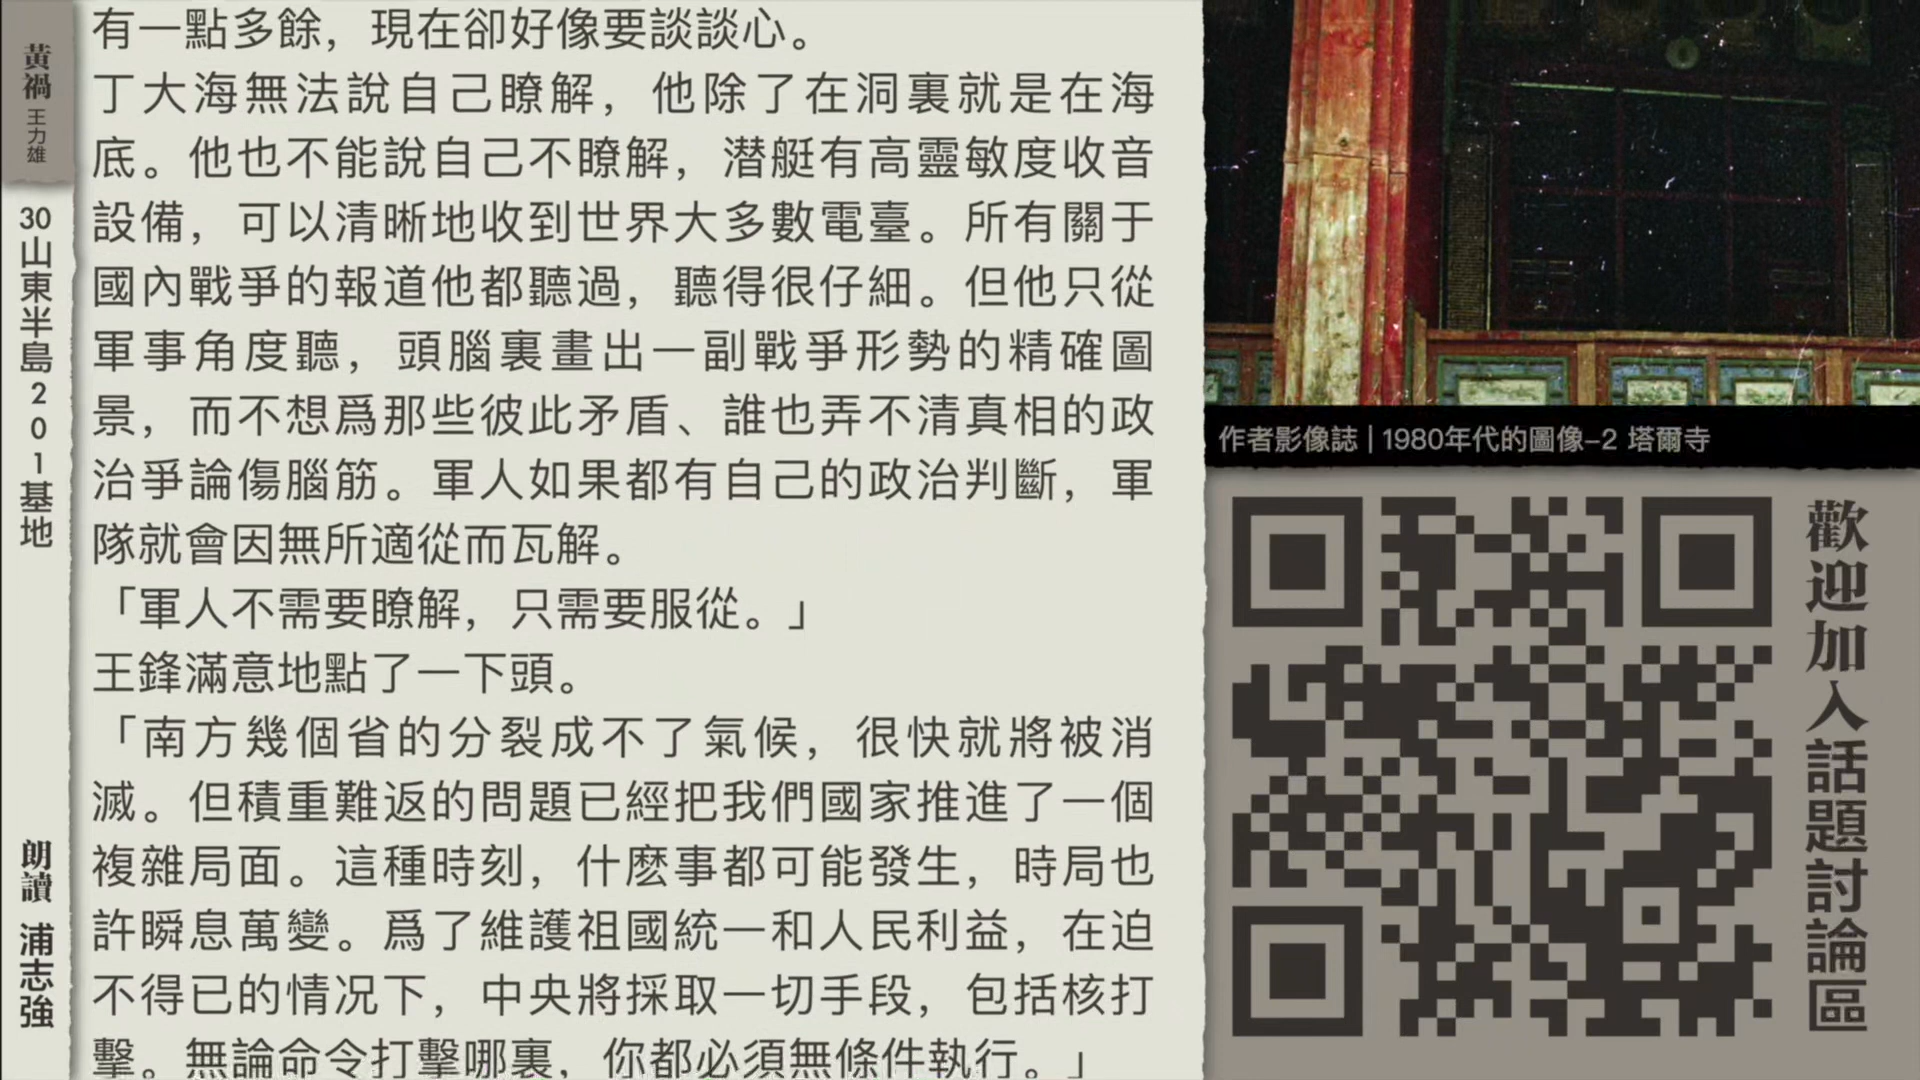 黃禍 王力雄
30山東半島201基地
朗讀 浦志強
有一點多餘，現在卻好像要談談心。
丁大海無法說自己瞭解，他除了在洞裏就是在海
底。他也不能說自己不瞭解，潜艇有高靈敏度收音
設備，可以清晰地收到世界大多數電臺。所有關于
國內戰爭的報道他都聽過，聽得很仔細。但他只從
軍事角度聽，頭腦裏畫出一副戰爭形勢的精確圖
景，而不想爲那些彼此矛盾、誰也弄不清真相的政
治爭論傷腦筋。軍人如果都有自己的政治判斷，軍
隊就會因無所適從而瓦解。
「軍人不需要瞭解，只需要服從。」
王鋒滿意地點了一下頭。
「南方幾個省的分裂成不了氣候，很快就將被消
滅。但積重難返的問題已經把我們國家推進了一個
複雜局面。這種時刻，什麽事都可能發生，時局也
許瞬息萬變。爲了維護祖國統一和人民利益，在迫
不得已的情况下，中央將採取一切手段，包括核打
擊。無論命令打擊哪裏，你都必須無條件執行。」
作者影像誌 | 1980年代的圖像-2 塔爾寺
歡迎加入話題討論區